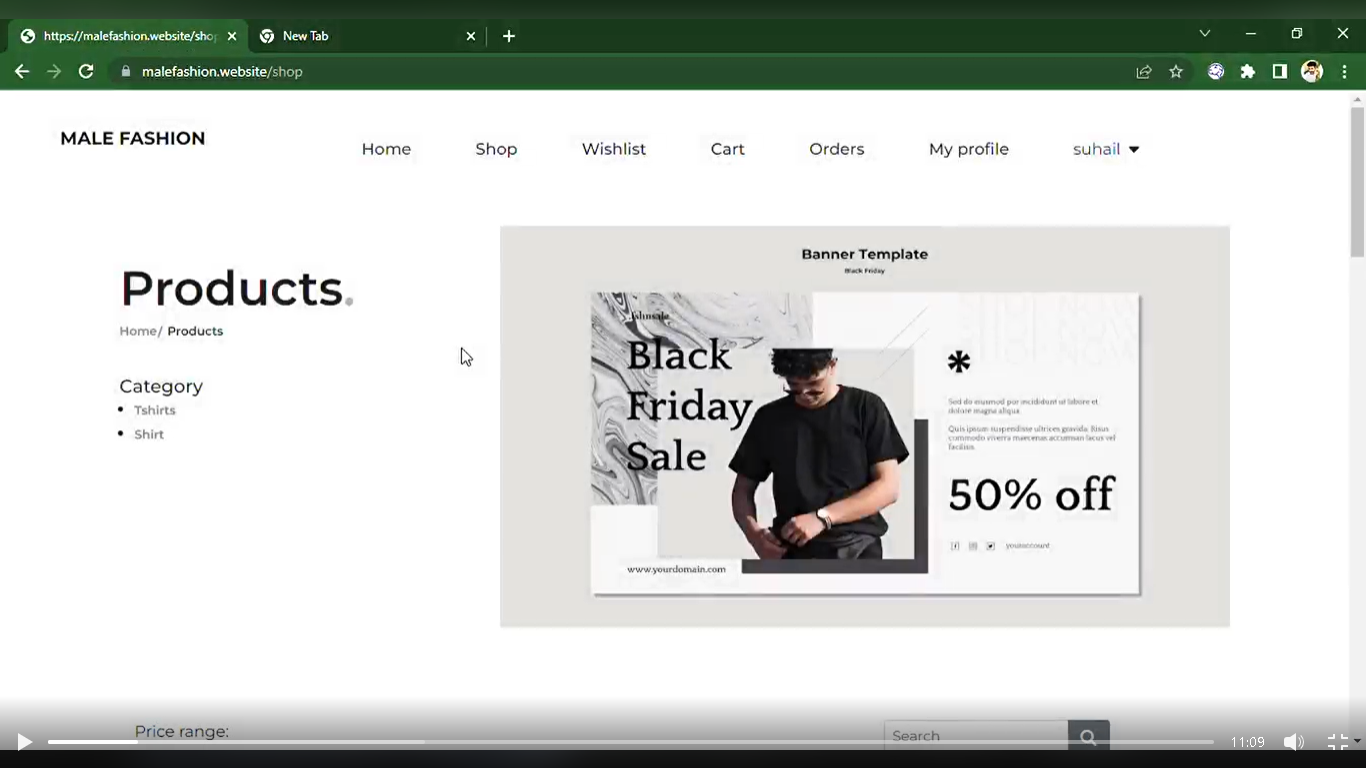 https://malefashion.website/shop
New Tab
malefashion.website/shop
MALE FASHION
Home
Shop
Wishlist
Cart
Orders
My profile
suhail
Products.
Home/ Products
Category
Tshirts
Shirt
Banner Template
Black Friday
Black
Friday
Sale
www.yourdomain.com
*
Sed do eiusmod por incididunt ut labore et
dolore magna aliqua.
Quis ipsum suspendisse ultrices gravida. Risus
commodo viverra maecenas accumsan lacus vel
facilisis.
50% off
youraccount
Price range:
Search
11:09